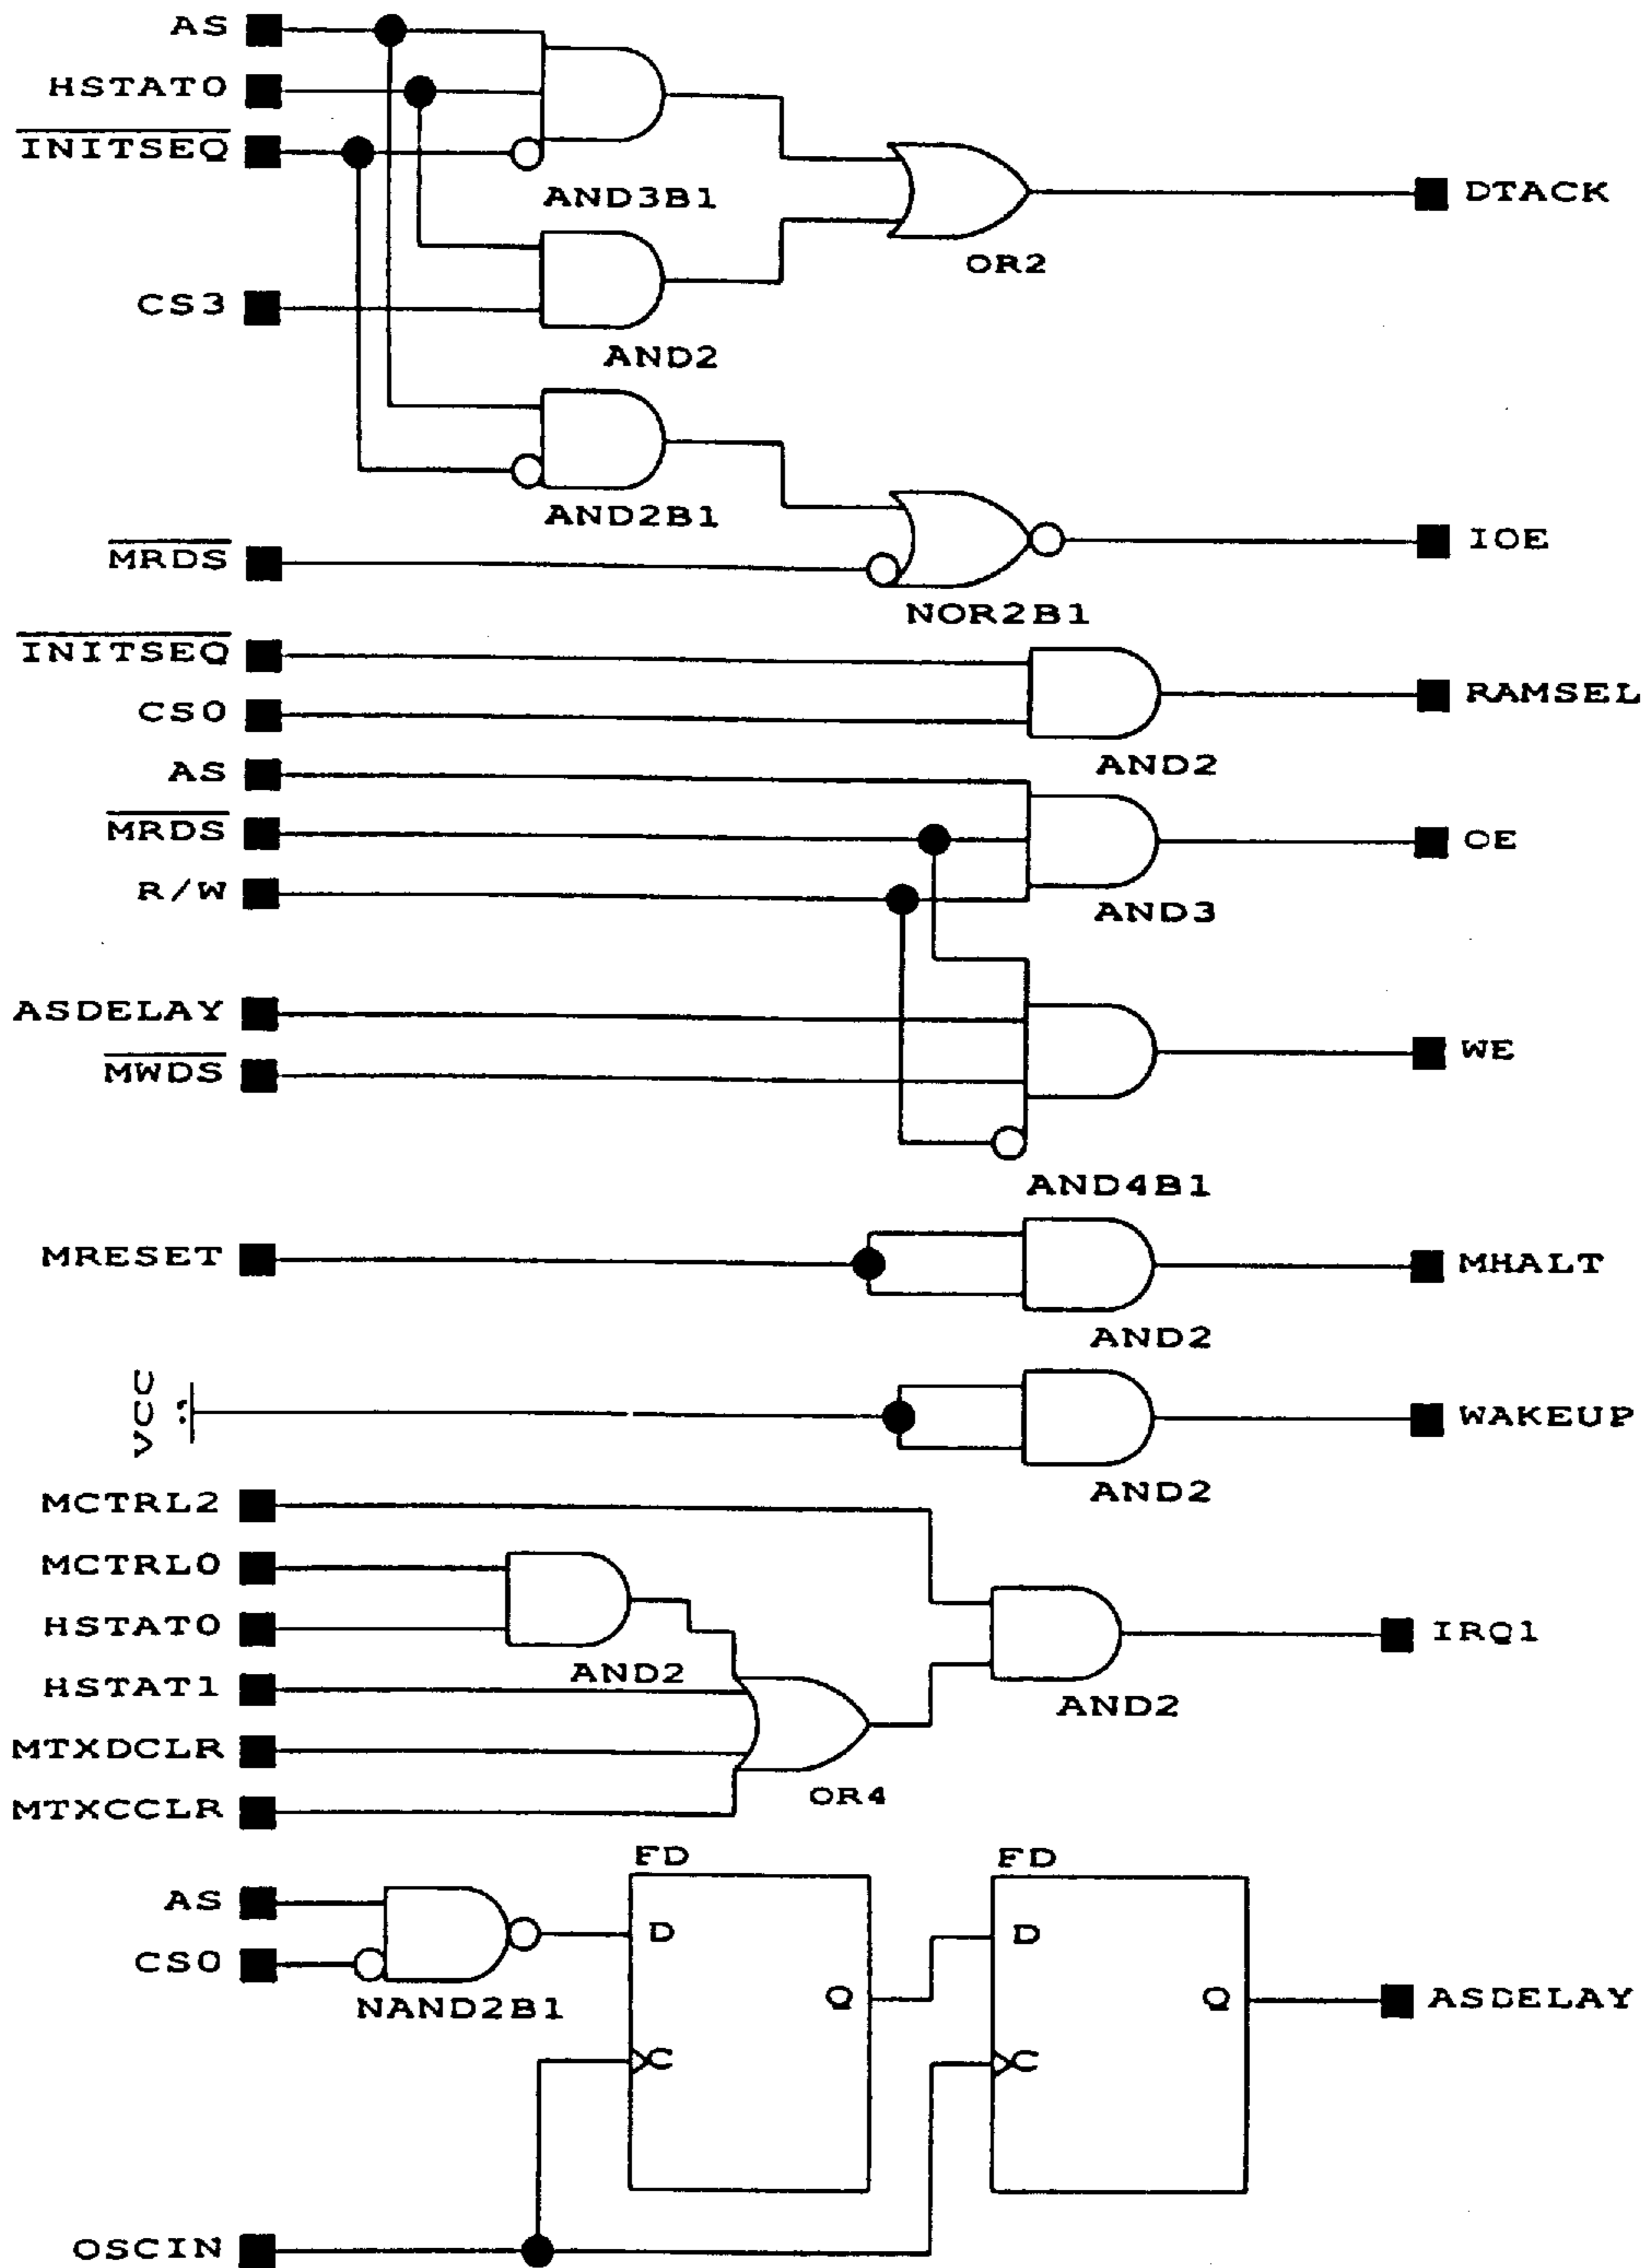 AS
HSTAT0
INITSEQ
AND3B1
DTACK
OR2
CS3
AND2
AND2B1
MRDS
IOE
NOR2B1
INITSEQ
RAMSEL
CS0
AND2
AS
MRDS
OE
R/W
AND3
ASDELAY
WE
MWDS
AND4B1
MRESET
MHALT
AND2
VCC
WAKEUP
AND2
MCTRL2
MCTRL0
HSTAT0
IRQ1
AND2
HSTAT1
AND2
MTXDCLR
OR4
MTXCCLR
FD
FD
AS
D
D
CS0
NAND2B1
Q
Q
ASDELAY
C
C
OSCIN